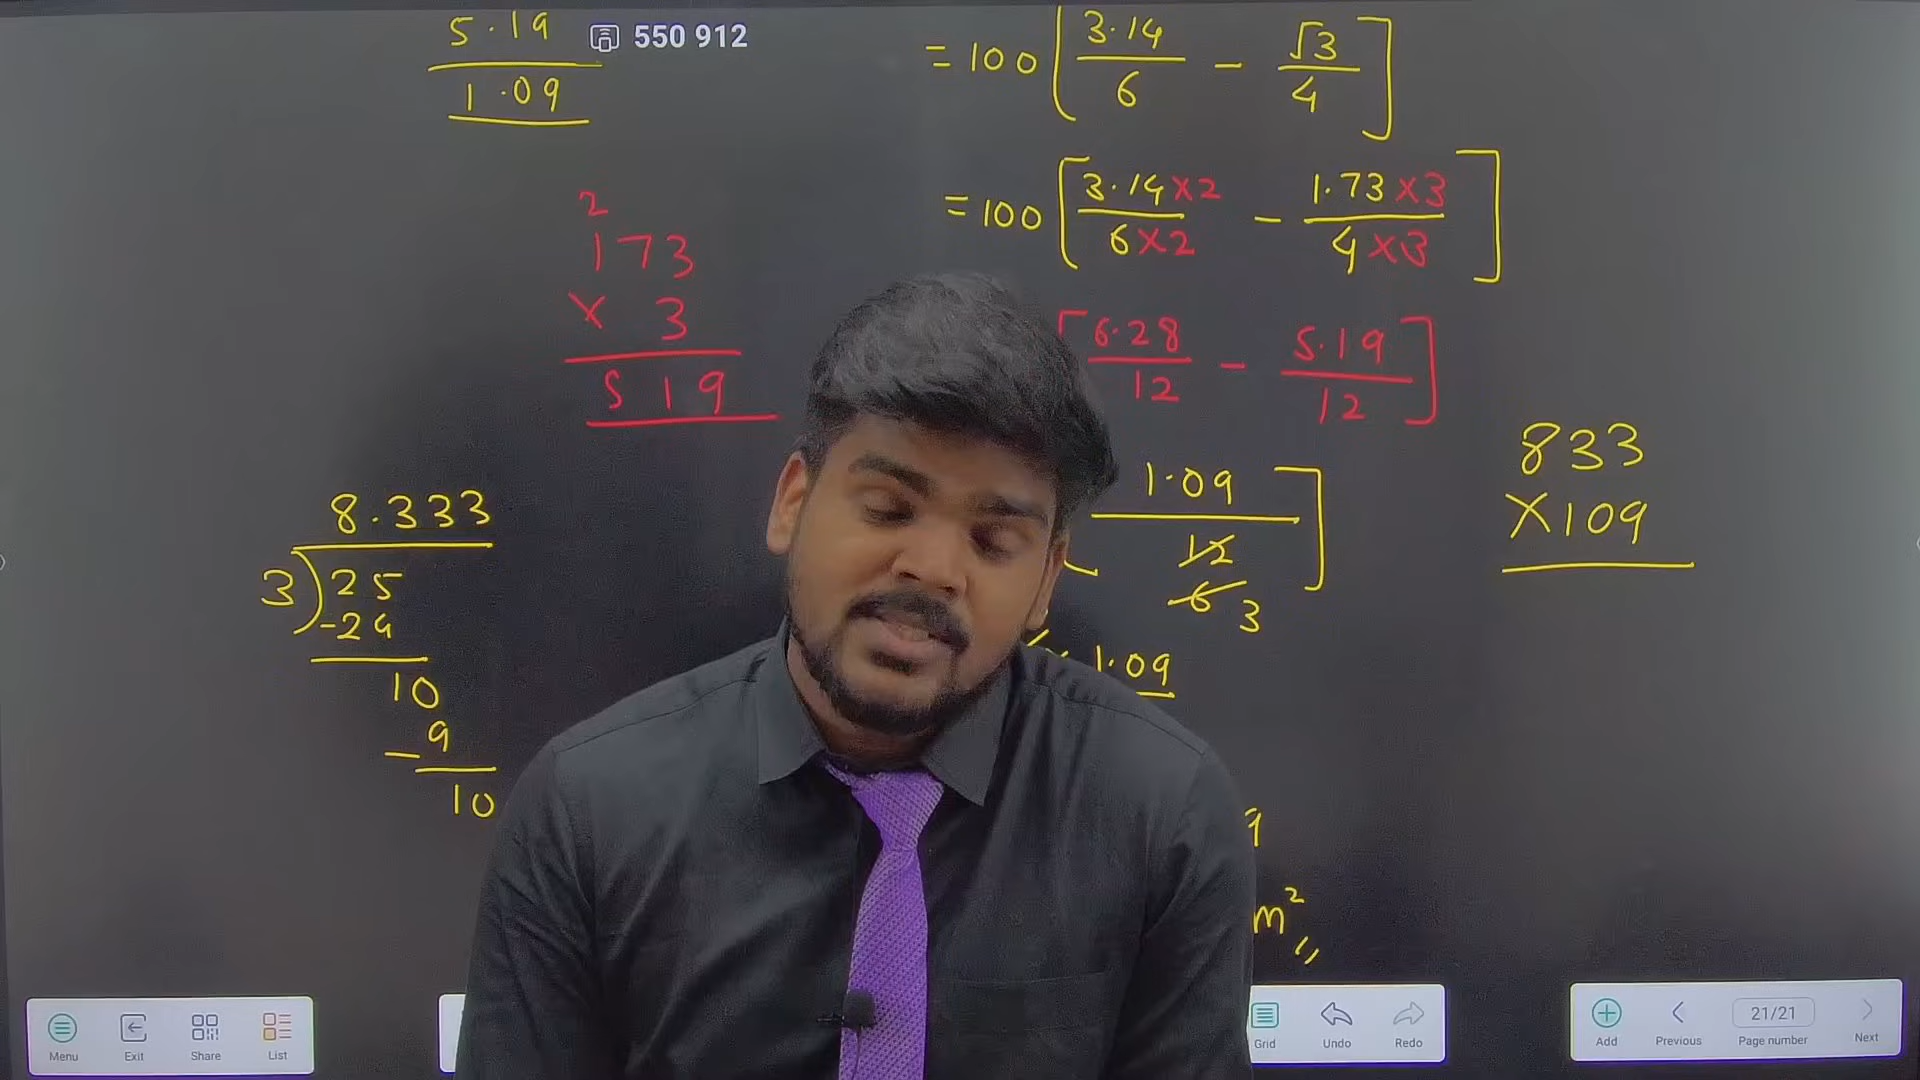 5.19
1.09
550 912
= 100 [ 3.14/6 - √3/4 ]
= 100 [ 3.14×2/6×2 - 1.73×3/4×3 ]
2
173
× 3
519
[ 6.28/12 - 5.19/12 ]
1.09
12
6 3
]
833
×109
8.333
3)25
-24
10
-9
10
1.09
9
m²
Menu
Exit
Share
List
Grid
Undo
Redo
Add
Previous
21/21
Page number
Next